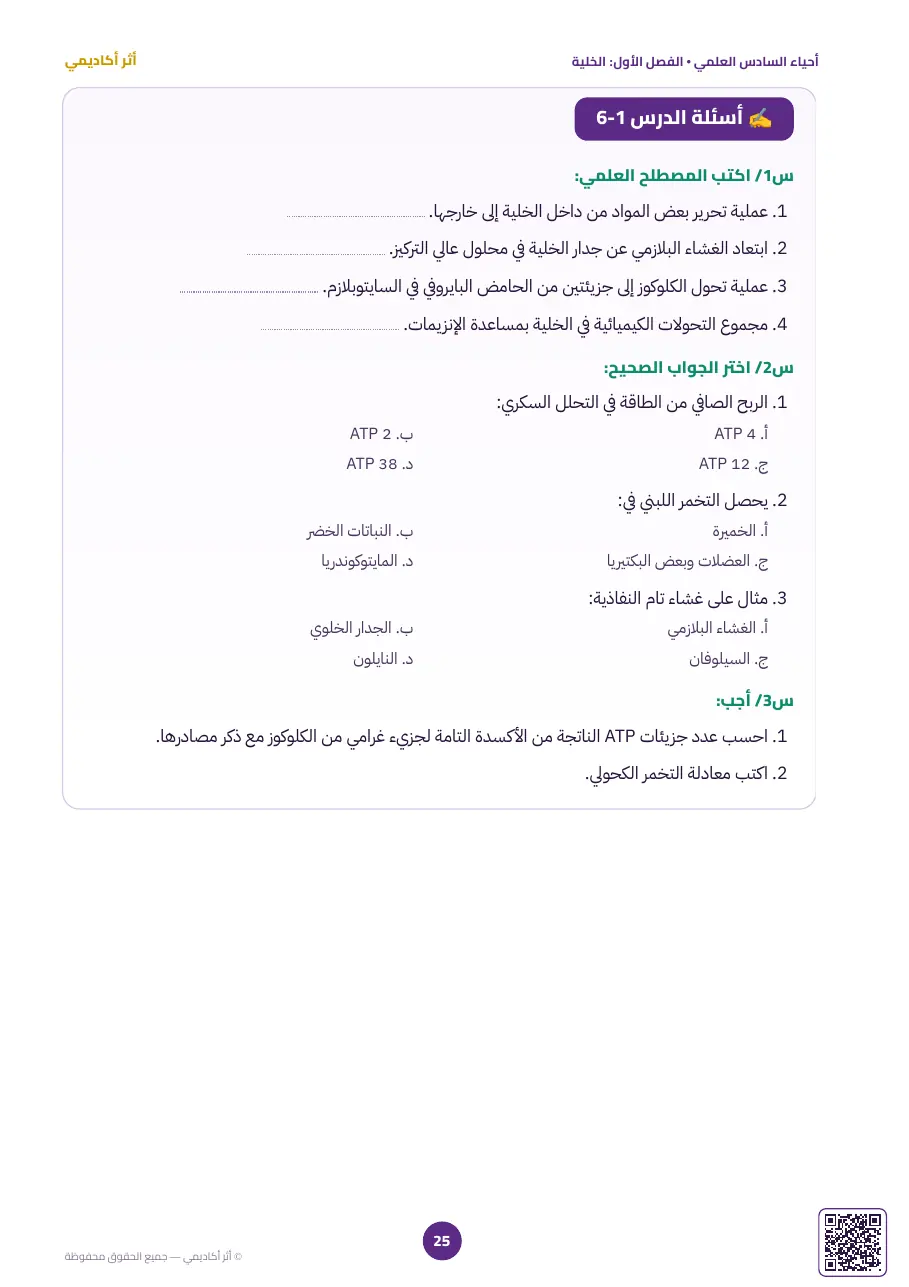 أحياء السادس العلمي • الفصل الأول: الخلية
أثر أكاديمي
✍️ أسئلة الدرس 1-6
س1/ اكتب المصطلح العلمي:
1. عملية تحرير بعض المواد من داخل الخلية إلى خارجها. ........................................
2. ابتعاد الغشاء البلازمي عن جدار الخلية في محلول عالي التركيز. ........................................
3. عملية تحول الكلوكوز إلى جزيئتين من الحامض البايروفي في السايتوبلازم. ........................................
4. مجموع التحولات الكيميائية في الخلية بمساعدة الإنزيمات. ........................................
س2/ اختر الجواب الصحيح:
1. الربح الصافي من الطاقة في التحلل السكري:
أ. 4 ATP ب. 2 ATP
ج. 12 ATP د. 38 ATP
2. يحصل التخمر اللبني في:
أ. الخميرة ب. النباتات الخضر
ج. العضلات وبعض البكتيريا د. المايتوكوندريا
3. مثال على غشاء تام النفاذية:
أ. الغشاء البلازمي ب. الجدار الخلوي
ج. السيلوفان د. النايلون
س3/ أجب:
1. احسب عدد جزيئات ATP الناتجة من الأكسدة التامة لجزيء غرامي من الكلوكوز مع ذكر مصادرها.
2. اكتب معادلة التخمر الكحولي.
25
© أثر أكاديمي — جميع الحقوق محفوظة